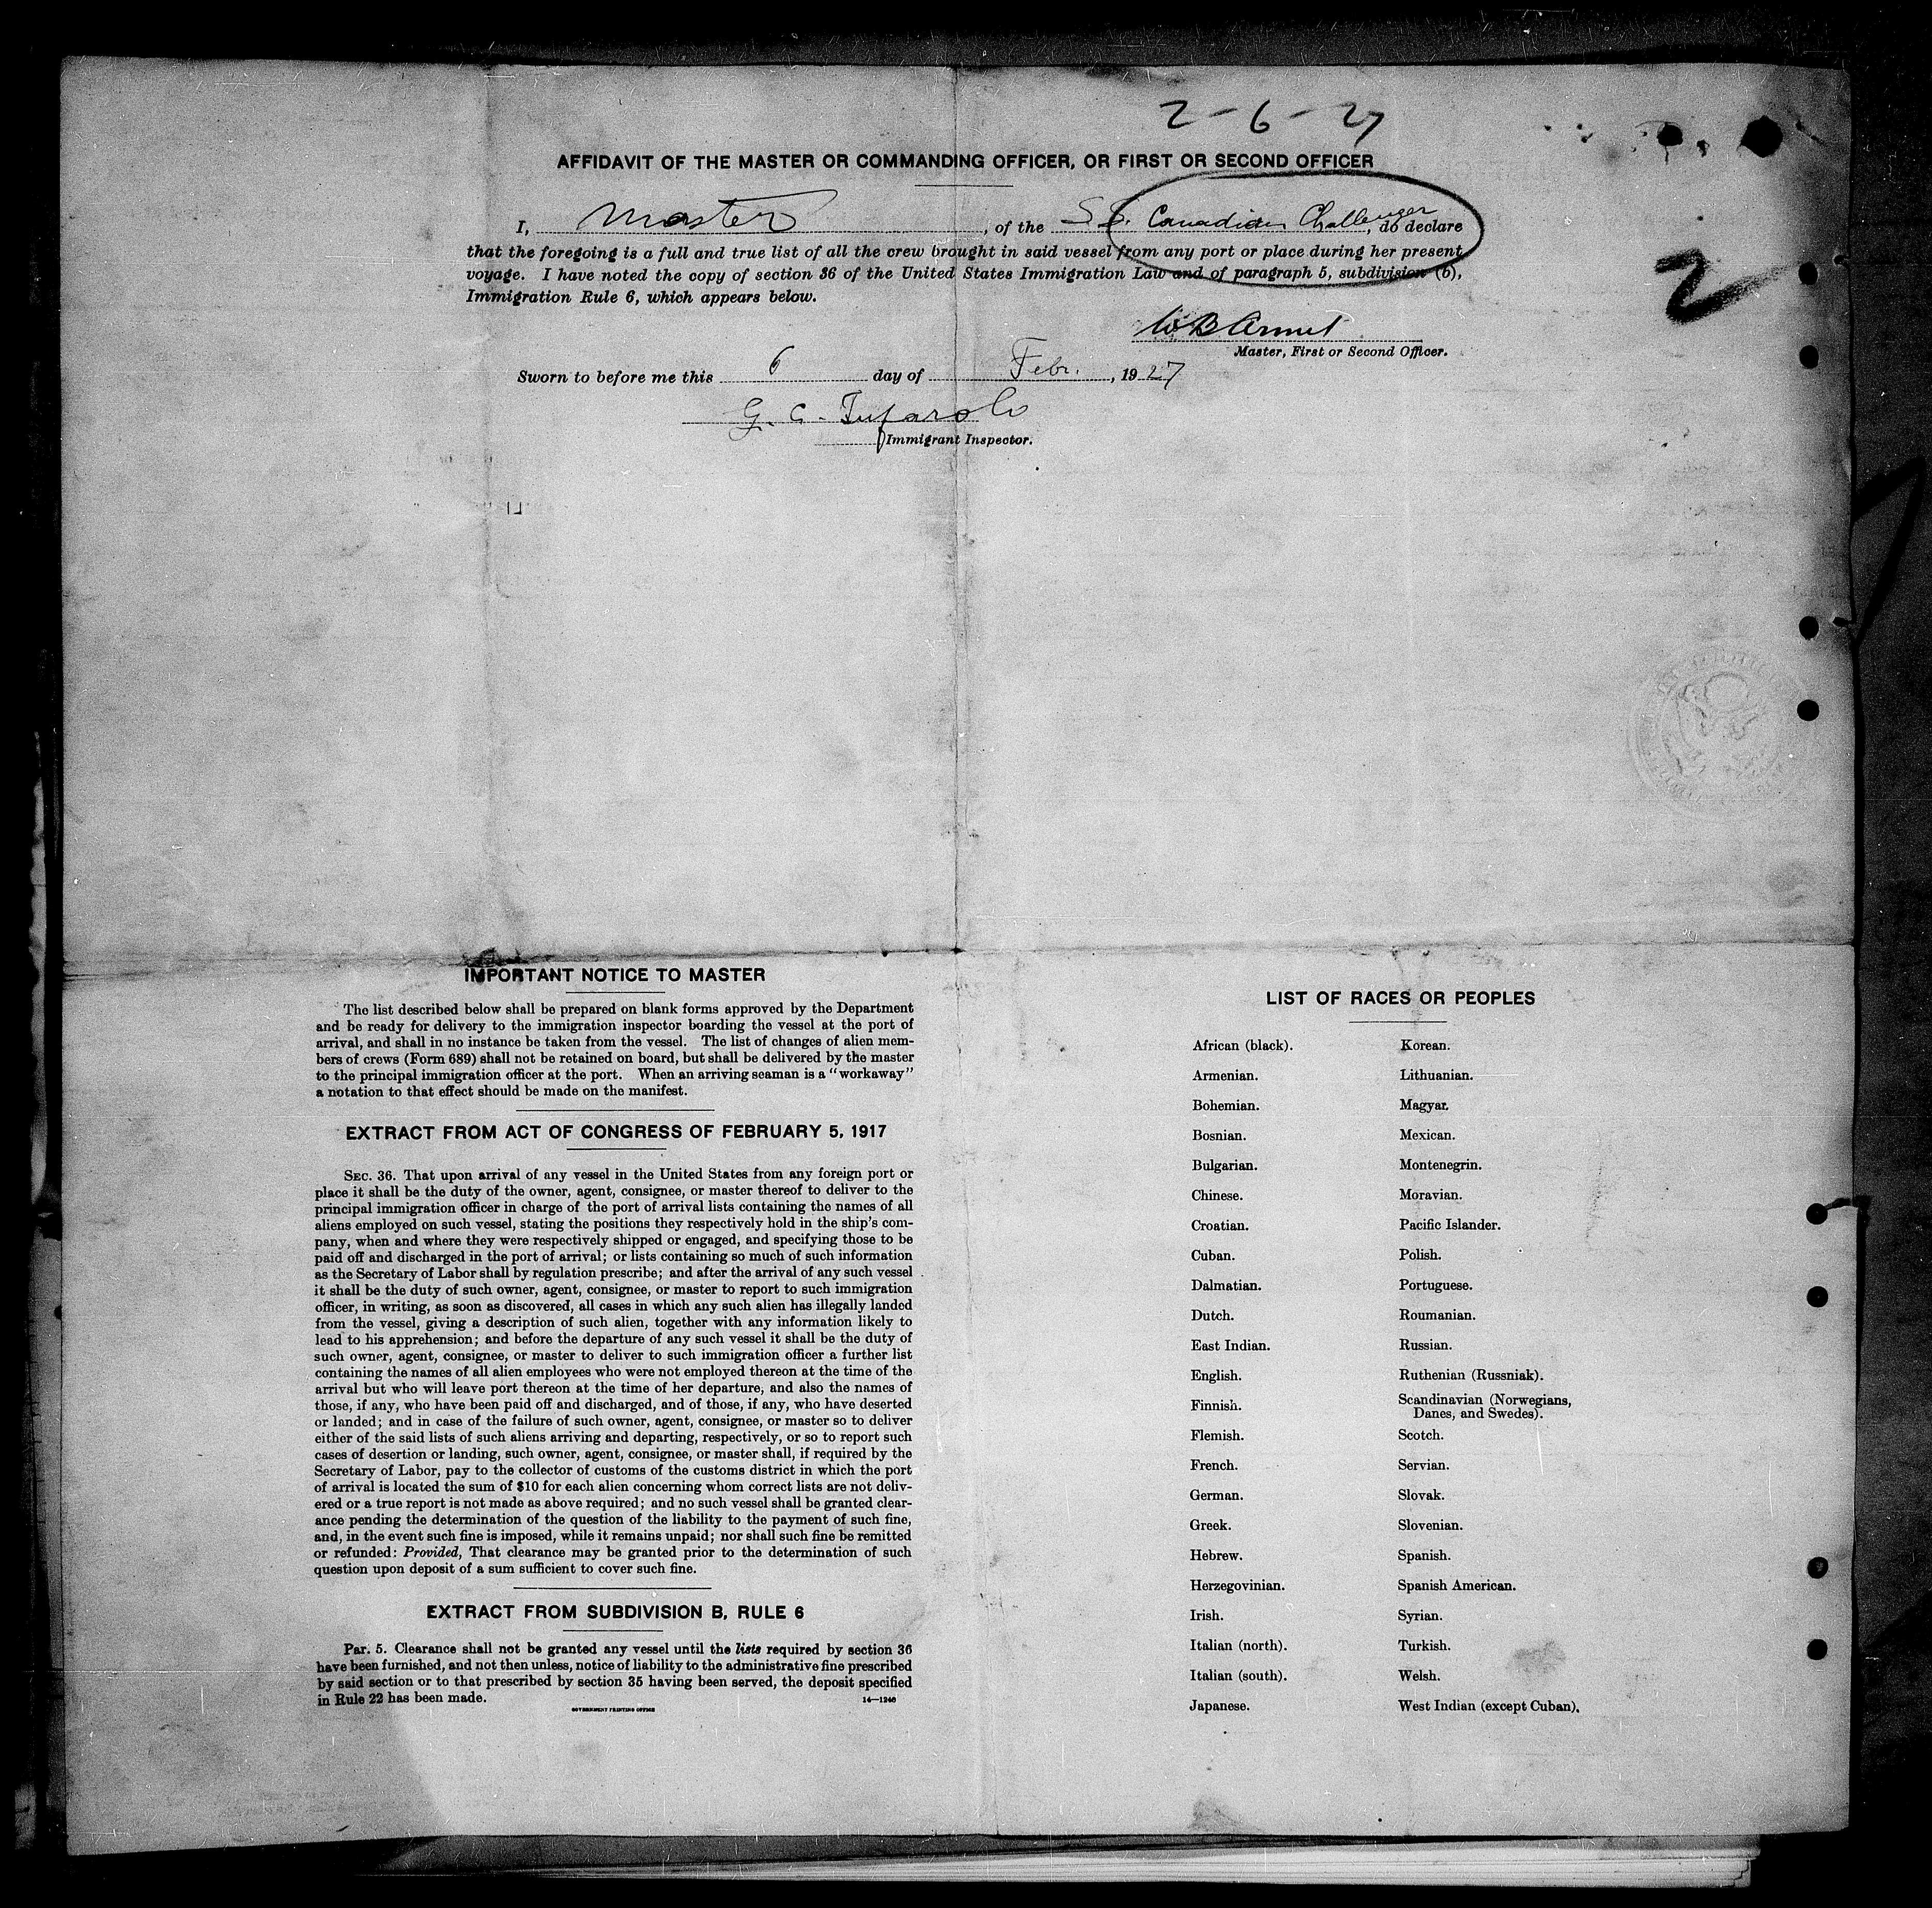 2-6-27
AFFIDAVIT OF THE MASTER OR COMMANDING OFFICER, OR FIRST OR SECOND OFFICER
I, Master, of the S.S. Canadian Challenger, do declare
that the foregoing is a full and true list of all the crew brought in said vessel from any port or place during her present
voyage. I have noted the copy of section 36 of the United States Immigration Law and of paragraph 5, subdivision (b),
Immigration Rule 6, which appears below.
2
Master, First or Second Officer.
Sworn to before me this 6 day of Febr., 1927
G. C.
Immigrant Inspector.
IMPORTANT NOTICE TO MASTER
The list described below shall be prepared on blank forms approved by the Department
and be ready for delivery to the immigration inspector boarding the vessel at the port of
arrival, and shall in no instance be taken from the vessel. The list of changes of alien mem-
bers of crews (Form 689) shall not be retained on board, but shall be delivered by the master
to the principal immigration officer at the port. When an arriving seaman is a "workaway"
a notation to that effect should be made on the manifest.
EXTRACT FROM ACT OF CONGRESS OF FEBRUARY 5, 1917
SEC. 36. That upon arrival of any vessel in the United States from any foreign port or
place it shall be the duty of the owner, agent, consignee, or master thereof to deliver to the
principal immigration officer in charge of the port of arrival lists containing the names of all
aliens employed on such vessel, stating the positions they respectively hold in the ship's com-
pany, when and where they were respectively shipped or engaged, and specifying those to be
paid off and discharged in the port of arrival; or lists containing so much of such information
as the Secretary of Labor shall by regulation prescribe; and after the arrival of any such vessel
it shall be the duty of such owner, agent, consignee, or master to report to such immigration
officer, in writing, as soon as discovered, all cases in which any such alien has illegally landed
from the vessel, giving a description of such alien, together with any information likely to
lead to his apprehension; and before the departure of any such vessel it shall be the duty of
such owner, agent, consignee, or master to deliver to such immigration officer a further list
containing the names of all alien employees who were not employed thereon at the time of the
arrival but who will leave port thereon at the time of her departure, and also the names of
those, if any, who have been paid off and discharged, and of those, if any, who have deserted
or landed; and in case of the failure of such owner, agent, consignee, or master so to deliver
either of the said lists of such aliens arriving and departing, respectively, or so to report such
cases of desertion or landing, such owner, agent, consignee, or master shall, if required by the
Secretary of Labor, pay to the collector of customs of the customs district in which the port
of arrival is located the sum of $10 for each alien concerning whom correct lists are not deliv-
ered or a true report is not made as above required; and no such vessel shall be granted clear-
ance pending the determination of the question of the liability to the payment of such fine,
and, in the event such fine is imposed, while it remains unpaid; nor shall such fine be remitted
or refunded: Provided, That clearance may be granted prior to the determination of such
question upon deposit of a sum sufficient to cover such fine.
EXTRACT FROM SUBDIVISION B, RULE 6
Par. 5. Clearance shall not be granted any vessel until the lists required by section 36
have been furnished, and not then unless, notice of liability to the administrative fine prescribed
by said section or to that prescribed by section 35 having been served, the deposit specified
in Rule 22 has been made. 14—1240
GOVERNMENT PRINTING OFFICE
LIST OF RACES OR PEOPLES
African (black).
Armenian.
Bohemian.
Bosnian.
Bulgarian.
Chinese.
Croatian.
Cuban.
Dalmatian.
Dutch.
East Indian.
English.
Finnish.
Flemish.
French.
German.
Greek.
Hebrew.
Herzegovinian.
Irish.
Italian (north).
Italian (south).
Japanese.
Korean.
Lithuanian.
Magyar.
Mexican.
Montenegrin.
Moravian.
Pacific Islander.
Polish.
Portuguese.
Roumanian.
Russian.
Ruthenian (Russniak).
Scandinavian (Norwegians,
Danes, and Swedes).
Scotch.
Servian.
Slovak.
Slovenian.
Spanish.
Spanish American.
Syrian.
Turkish.
Welsh.
West Indian (except Cuban).